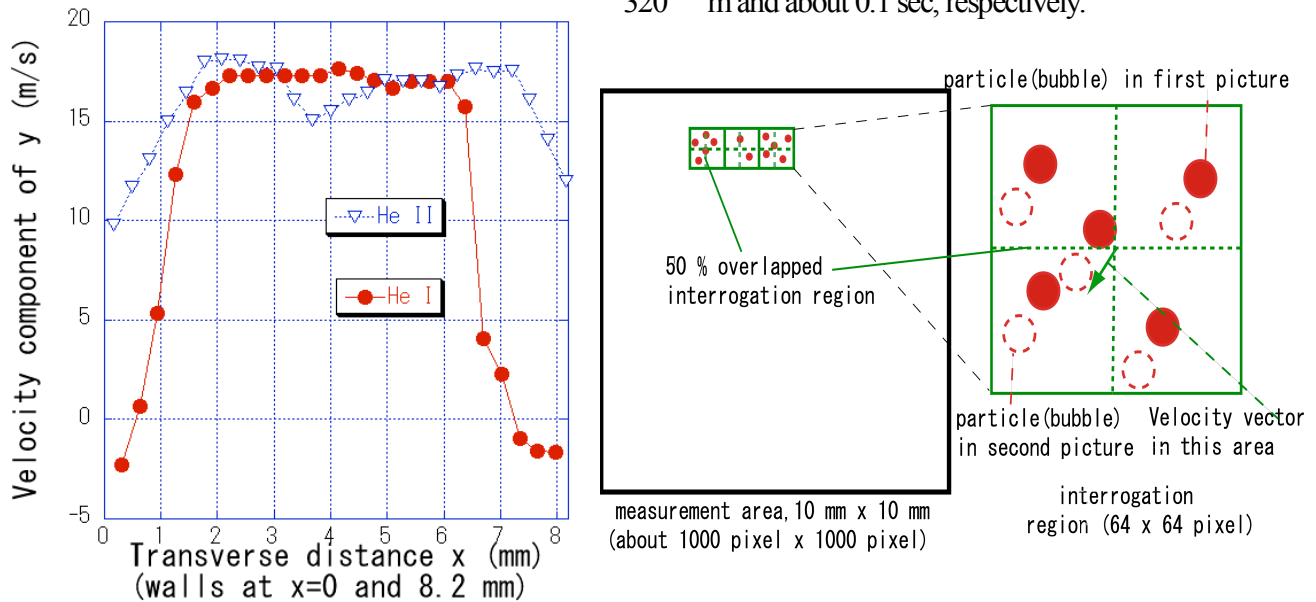 320 m and about 0.1 sec, respectively.
Velocity component of y (m/s)
20
15
10
5
0
-5
He II
He I
0 1 2 3 4 5 6 7 8
Transverse distance x (mm)
(walls at x=0 and 8.2 mm)
particle(bubble) in first picture
50 % overlapped
interrogation region
particle(bubble)
in second picture
Velocity vector
in this area
measurement area, 10 mm x 10 mm
(about 1000 pixel x 1000 pixel)
interrogation
region (64 x 64 pixel)